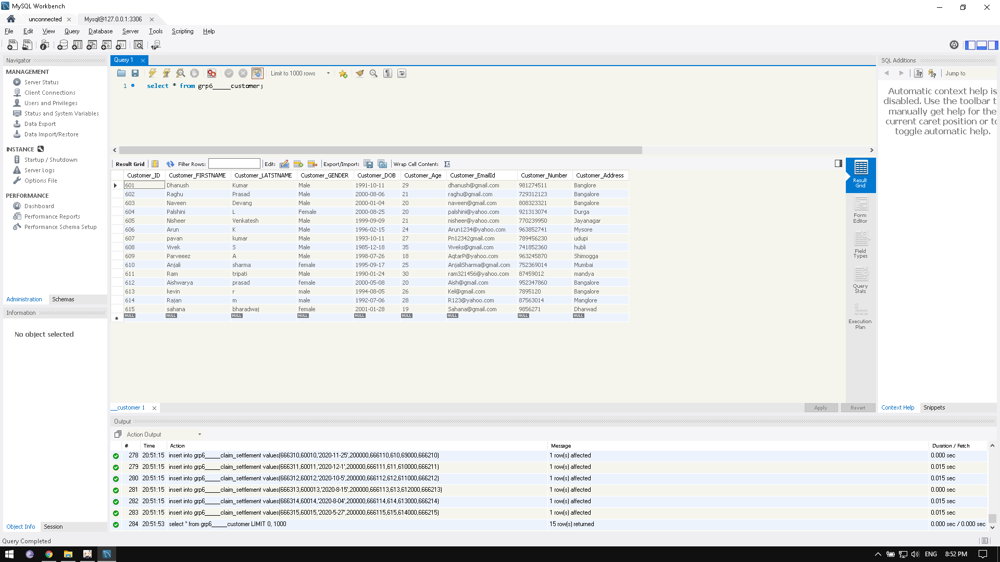 MySQL Workbench
unconnected
Mysql@127.0.0.1:3306
File Edit View Query Database Server Tools Scripting Help
Navigator
MANAGEMENT
Server Status
Client Connections
Users and Privileges
Status and System Variables
Data Export
Data Import/Restore
INSTANCE
Startup / Shutdown
Server Logs
Options File
PERFORMANCE
Dashboard
Performance Reports
Performance Schema Setup
Administration Schemas
Information
No object selected
Object Info Session
Query 1
Limit to 1000 rows
1 select * from grp6_____customer;
Result Grid Filter Rows: Edit: Export/Import: Wrap Cell Content:
Customer_ID Customer_FIRSTNAME Customer_LATSTNAME Customer_GENDER Customer_DOB Customer_Age Customer_EmailId Customer_Number Customer_Address
601 Dhanush Kumar Male 1991-10-11 29 dhanush@gmail.com 981274511 Banglore
602 Raghu Prasad Male 2000-08-06 21 raghu@gmail.com 729312123 Bangalore
603 Naveen Devang Male 2000-01-04 20 naveen@gmail.com 808323321 Bangalore
604 Palshini L Female 2000-08-25 20 palshini@yahoo.com 921313074 Durga
605 Nisheer Venkatesh Male 1999-09-09 21 nisheer@yahoo.com 770239950 Jayanagar
606 Arun K Male 1996-02-15 24 Arun1234@yahoo.com 963852741 Mysore
607 pavan kumar Male 1993-10-11 27 Pn12342gmail.com 789456230 udupi
608 Vivek S Male 1985-12-18 35 Viveks@gmail.com 741852360 hubli
609 Parveeez A Male 1998-07-26 18 AqtarP@yahoo.com 963245870 Shimogga
610 Anjali sharma female 1995-09-17 25 AnjaliSharma@gmail.com 752369014 Mumbai
611 Ram tripati Male 1990-01-24 30 ram321456@yahoo.com 87459012 mandya
612 Aishwarya prasad female 2000-05-08 20 Aish@gmail.com 952347860 Bangalore
613 kevin r male 1994-08-05 26 Kel@gmail.com 7895120 Bangalore
614 Rajan m male 1992-07-06 28 R123@yahoo.com 87563014 Manglore
615 sahana bharadwaj female 2001-01-28 19 Sahana@gmail.com 9856271 Dharwad
NULL NULL NULL NULL NULL NULL NULL NULL NULL
Result Grid
Form Editor
Field Types
Query Stats
Execution Plan
__customer 1
Apply Revert
SQL Additions
Jump to
Automatic context help is
disabled. Use the toolbar t
manually get help for the
current caret position or to
toggle automatic help.
Context Help Snippets
Output
Action Output
# Time Action Message Duration / Fetch
278 20:51:15 insert into grp6_____claim_settlement values(666310,60010,'2020-11-25',200000,666110,610,69000,666210) 1 row(s) affected 0.000 sec
279 20:51:15 insert into grp6_____claim_settlement values(666311,60011,'2020-12-1',200000,666111,611,610000,666211) 1 row(s) affected 0.015 sec
280 20:51:15 insert into grp6_____claim_settlement values(666312,60012,'2020-10-5',200000,666112,612,611000,666212) 1 row(s) affected 0.015 sec
281 20:51:15 insert into grp6_____claim_settlement values(666313,600013,'2020-8-15',200000,666113,613,612000,666213) 1 row(s) affected 0.000 sec
282 20:51:15 insert into grp6_____claim_settlement values(666314,60014,'2020-8-04',200000,666114,614,613000,666214) 1 row(s) affected 0.015 sec
283 20:51:15 insert into grp6_____claim_settlement values(666315,60015,'2020-5-27',200000,666115,615,614000,666215) 1 row(s) affected 0.015 sec
284 20:51:53 select * from grp6_____customer LIMIT 0, 1000 15 row(s) returned 0.000 sec / 0.000 sec
Query Completed
ENG 8:52 PM